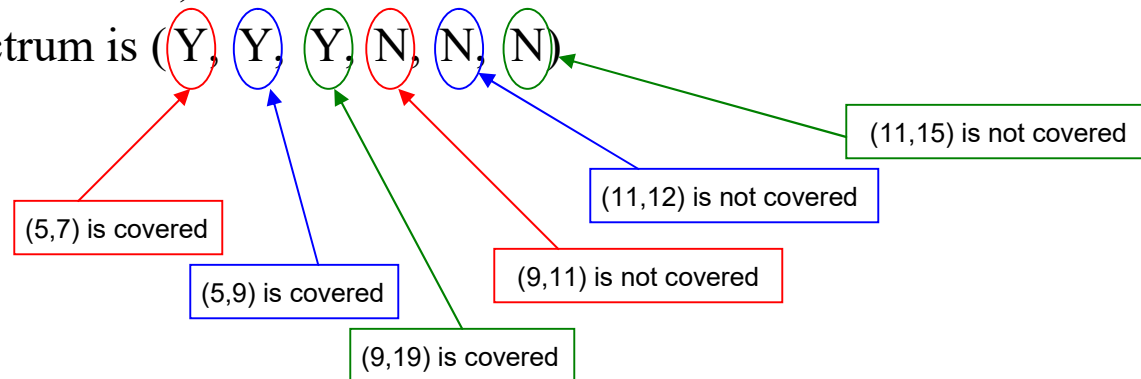 ctrum is (Y, Y, Y, N, N, N)
(11,15) is not covered
(11,12) is not covered
(5,7) is covered
(9,11) is not covered
(5,9) is covered
(9,19) is covered